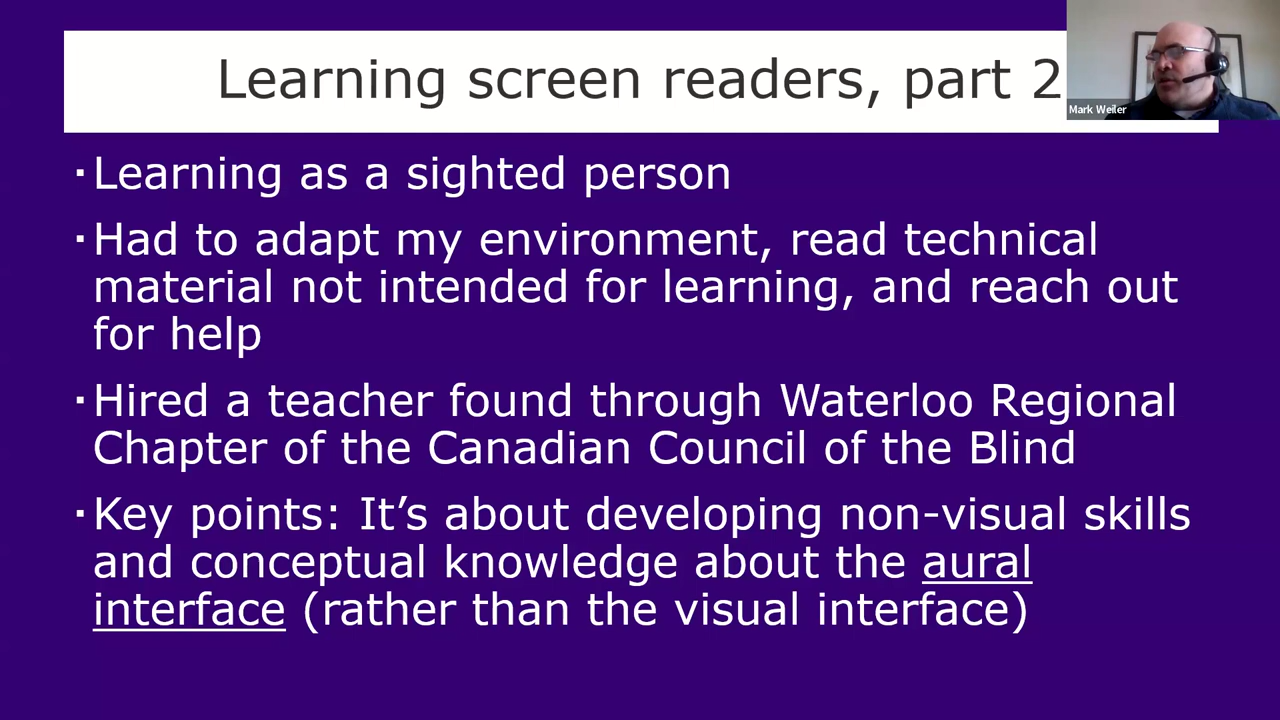 Learning screen readers, part 2
Mark Weiler
▪Learning as a sighted person
▪Had to adapt my environment, read technical
material not intended for learning, and reach out
for help
▪Hired a teacher found through Waterloo Regional
Chapter of the Canadian Council of the Blind
▪Key points: It’s about developing non-visual skills
and conceptual knowledge about the aural
interface (rather than the visual interface)